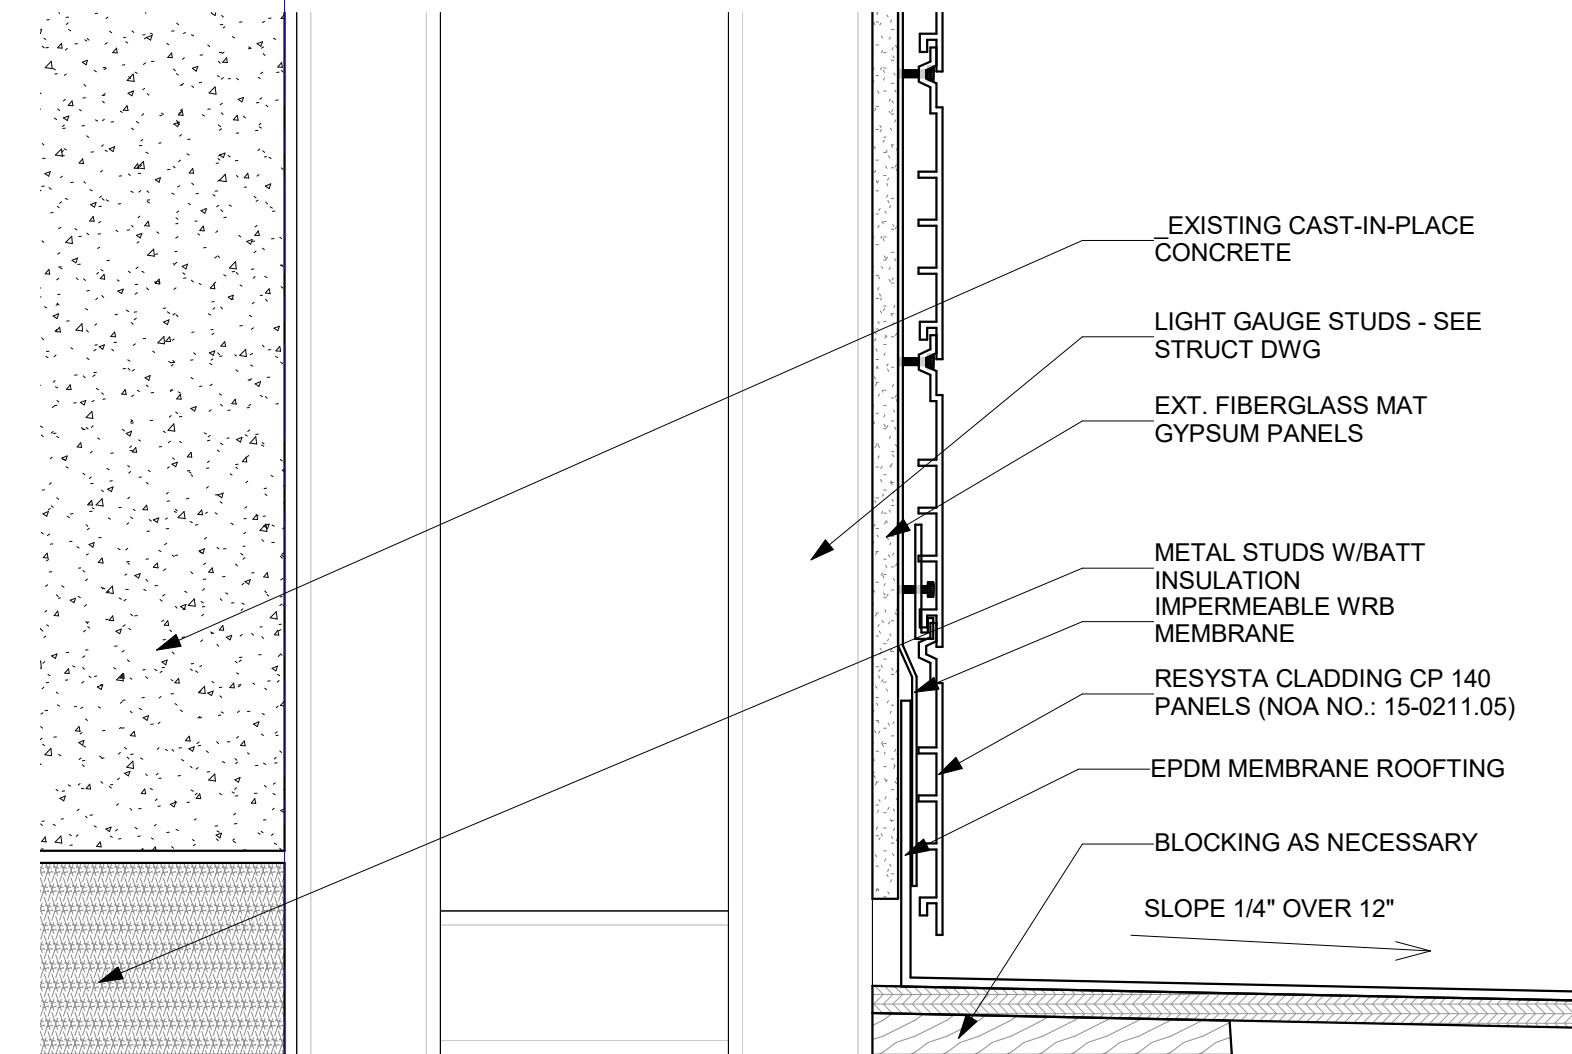 _EXISTING CAST-IN-PLACE
CONCRETE
LIGHT GAUGE STUDS - SEE
STRUCT DWG
EXT. FIBERGLASS MAT
GYPSUM PANELS
METAL STUDS W/BATT
INSULATION
IMPERMEABLE WRB
MEMBRANE
RESYSTA CLADDING CP 140
PANELS (NOA NO.: 15-0211.05)
EPDM MEMBRANE ROOFTING
BLOCKING AS NECESSARY
SLOPE 1/4" OVER 12"